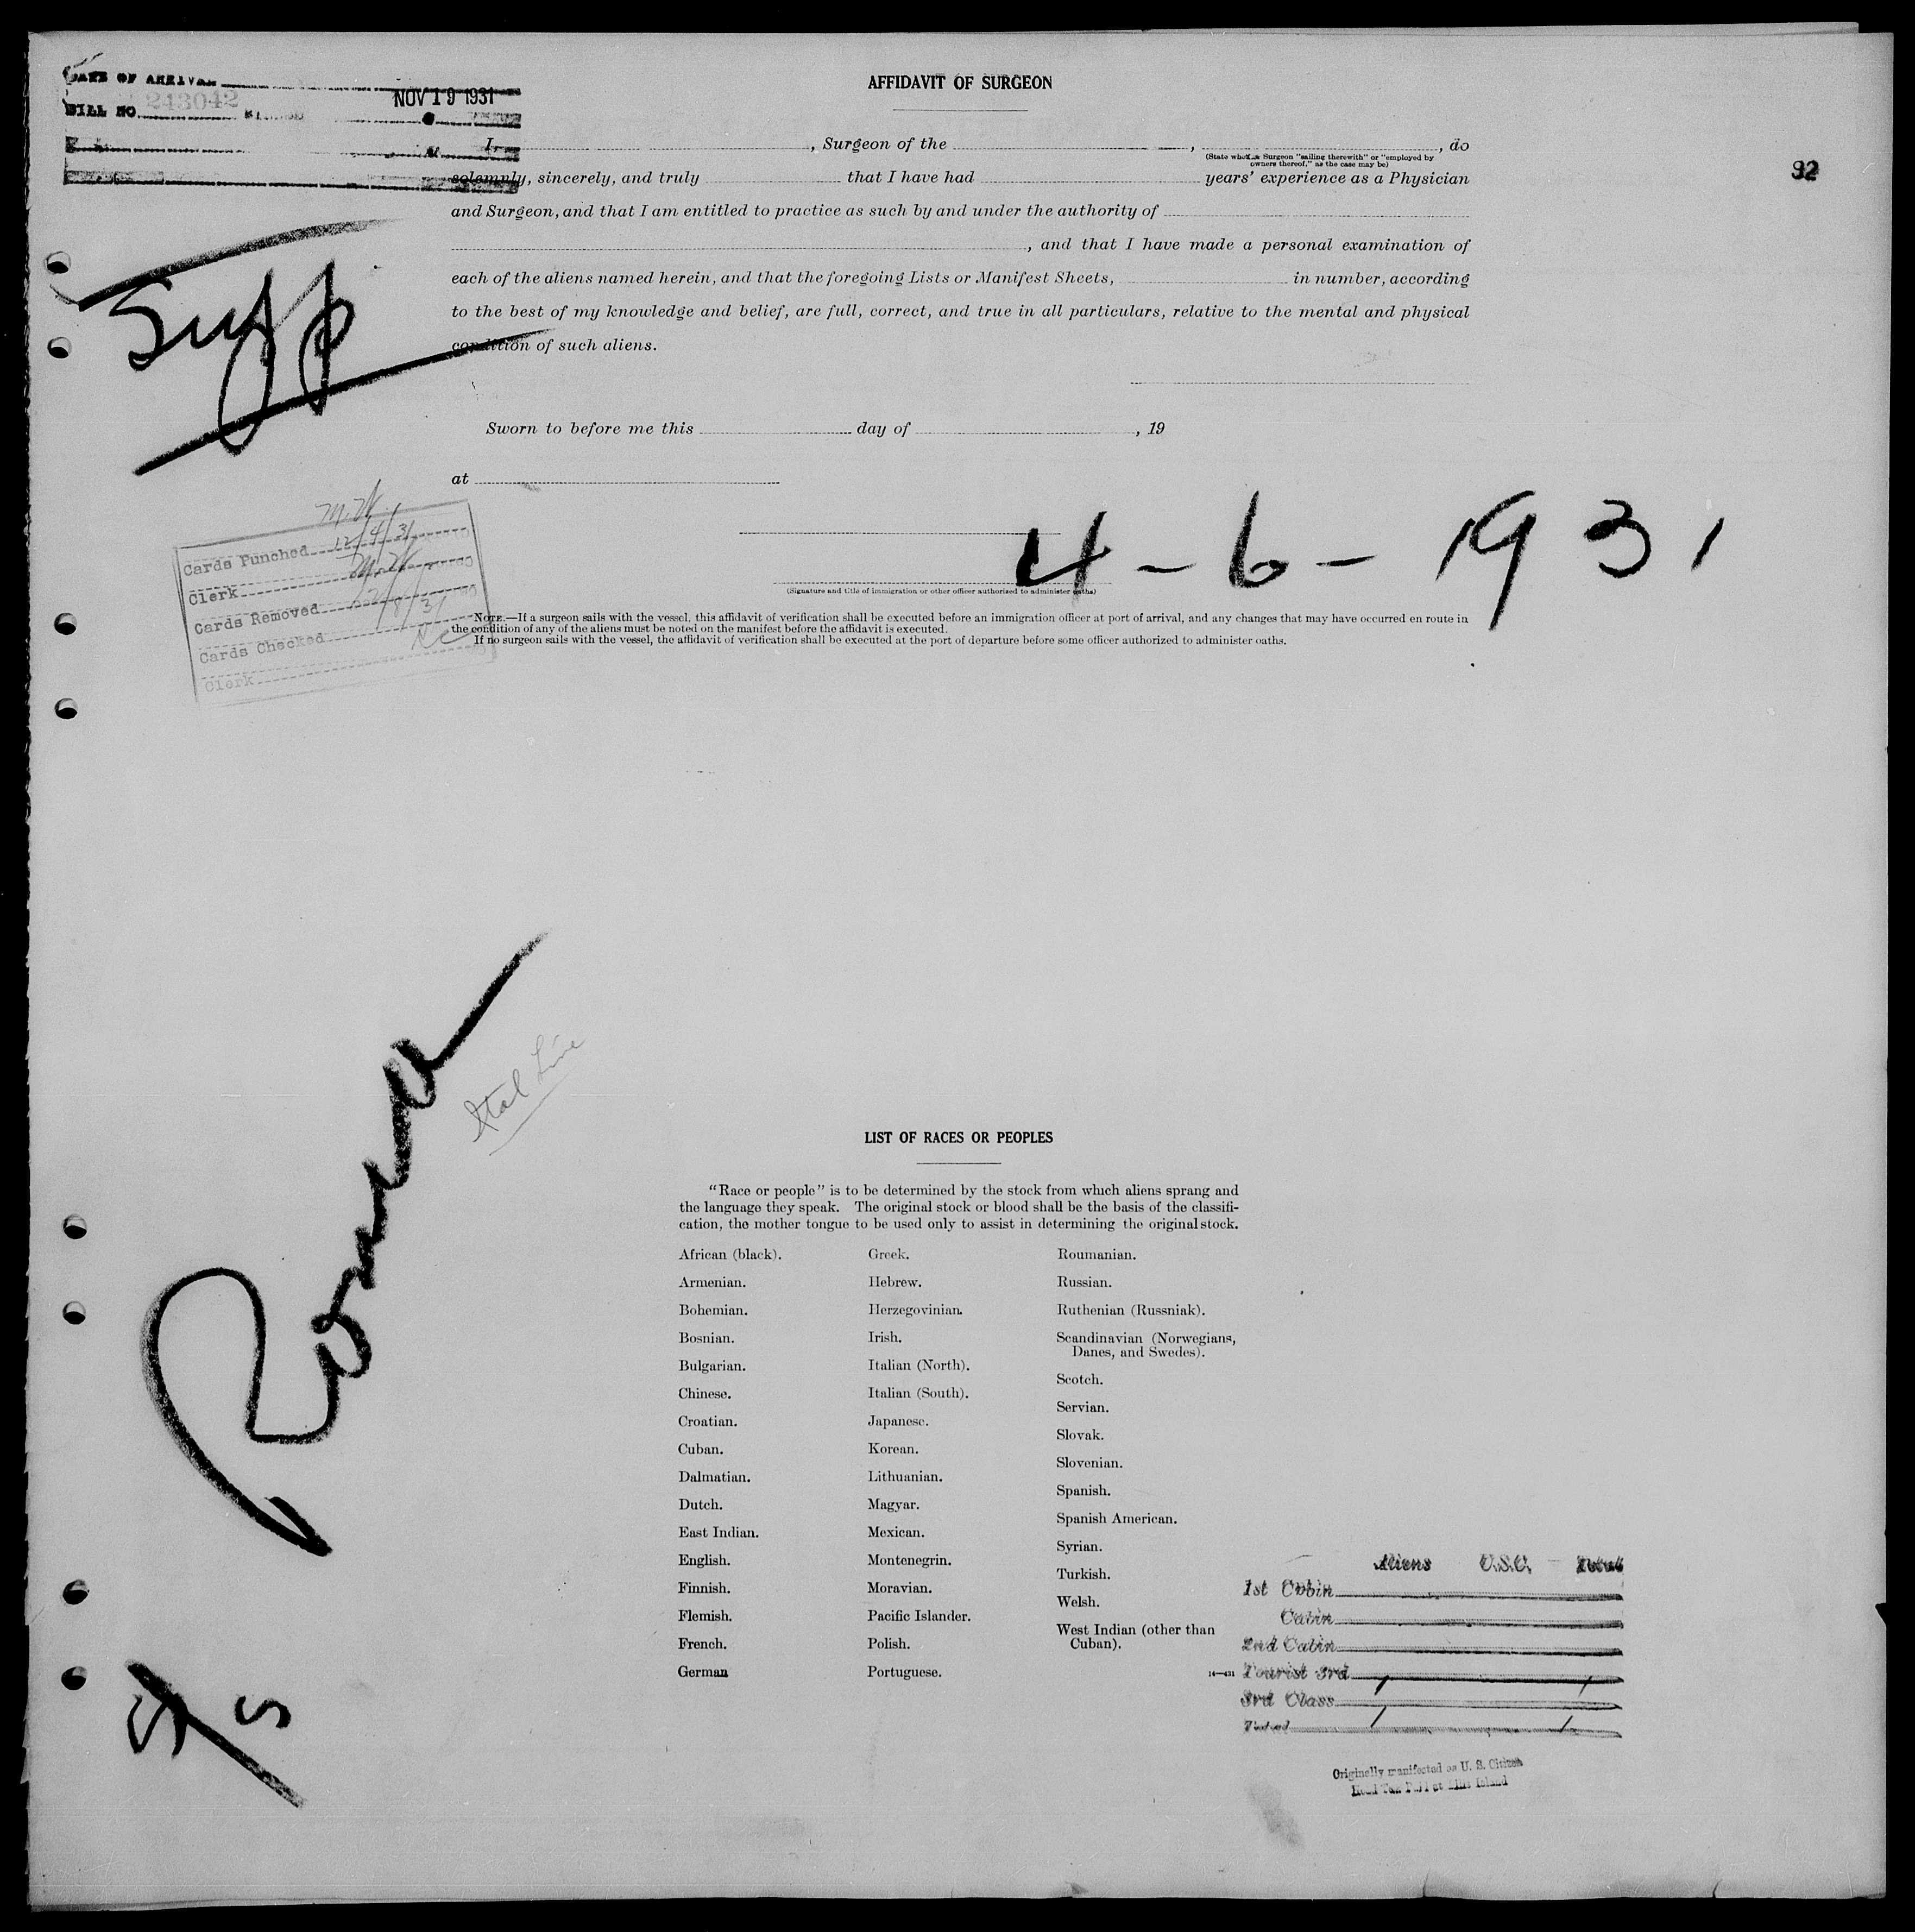 DATE OF ARRIVAL
BILL NO. 243042
NOV 19 1931
AFFIDAVIT OF SURGEON
I, , Surgeon of the , , do
(State whether Surgeon "sailing therewith" or "employed by
owners thereof," as the case may be)
92
solemnly, sincerely, and truly that I have had years' experience as a Physician
and Surgeon, and that I am entitled to practice as such by and under the authority of
, and that I have made a personal examination of
each of the aliens named herein, and that the foregoing Lists or Manifest Sheets, in number, according
to the best of my knowledge and belief, are full, correct, and true in all particulars, relative to the mental and physical
condition of such aliens.
Supp
Sworn to before me this day of , 19
at
4-6-1931
(Signature and title of immigration or other officer authorized to administer oaths)
Cards Punched 12/4/31
Clerk
Cards Removed 12/8/31
Cards Checked
Clerk
NOTE.—If a surgeon sails with the vessel, this affidavit of verification shall be executed before an immigration officer at port of arrival, and any changes that may have occurred en route in
the condition of any of the aliens must be noted on the manifest before the affidavit is executed.
If no surgeon sails with the vessel, the affidavit of verification shall be executed at the port of departure before some officer authorized to administer oaths.
Roma
Ital Line
LIST OF RACES OR PEOPLES
"Race or people" is to be determined by the stock from which aliens sprang and
the language they speak. The original stock or blood shall be the basis of the classifi-
cation, the mother tongue to be used only to assist in determining the original stock.
African (black).
Armenian.
Bohemian.
Bosnian.
Bulgarian.
Chinese.
Croatian.
Cuban.
Dalmatian.
Dutch.
East Indian.
English.
Finnish.
Flemish.
French.
German
Greek.
Hebrew.
Herzegovinian.
Irish.
Italian (North).
Italian (South).
Japanese.
Korean.
Lithuanian.
Magyar.
Mexican.
Montenegrin.
Moravian.
Pacific Islander.
Polish.
Portuguese.
Roumanian.
Russian.
Ruthenian (Russniak).
Scandinavian (Norwegians,
Danes, and Swedes).
Scotch.
Servian.
Slovak.
Slovenian.
Spanish.
Spanish American.
Syrian.
Turkish.
Welsh.
West Indian (other than
Cuban).
S/S
Aliens U.S.C. Total
1st Cabin
Cabin
2nd Cabin
Tourist 3rd 1 1
3rd Class
Total 1 1
Originally manifested as U. S. Citizen
Head Tax Paid at Ellis Island